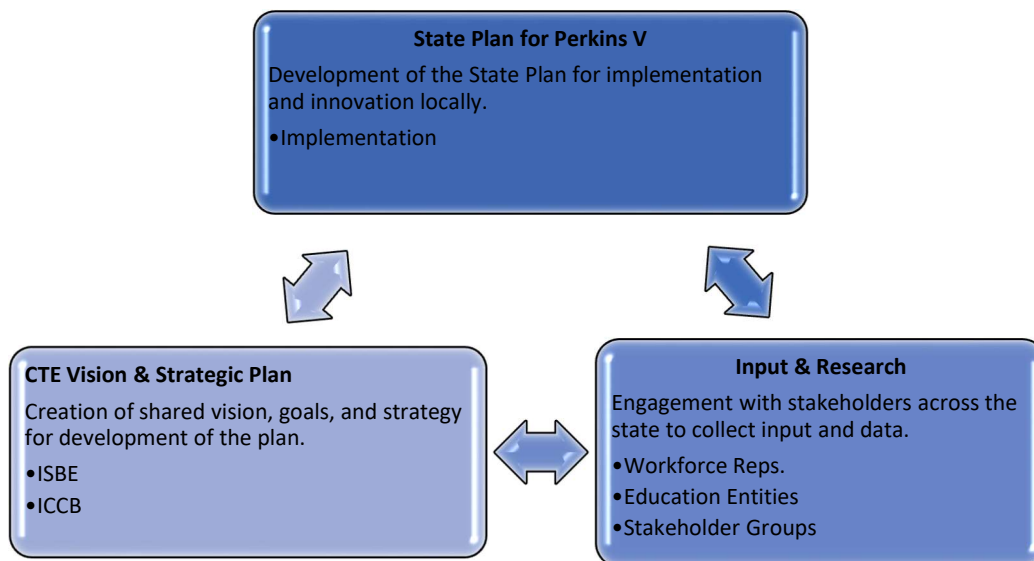 State Plan for Perkins V
Development of the State Plan for implementation
and innovation locally.
•Implementation
CTE Vision & Strategic Plan
Creation of shared vision, goals, and strategy
for development of the plan.
•ISBE
•ICCB
Input & Research
Engagement with stakeholders across the
state to collect input and data.
•Workforce Reps.
•Education Entities
•Stakeholder Groups